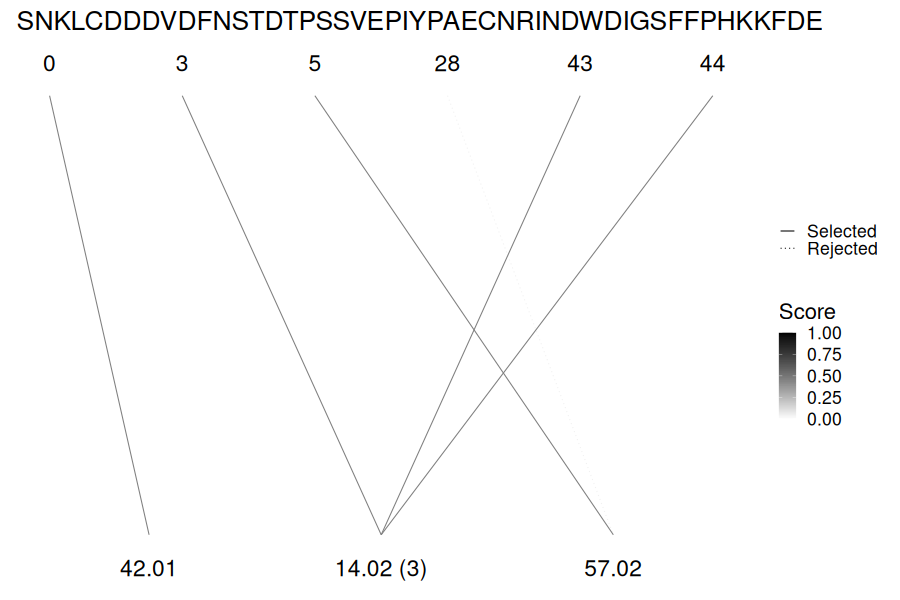 SNKLCDDDVDFNSTDTPSSVEPIYPAECNRINDWDIGSFFPHKKFDE
0 3 5 28 43 44
Selected
Rejected
Score
1.00
0.75
0.50
0.25
0.00
42.01 14.02 (3) 57.02